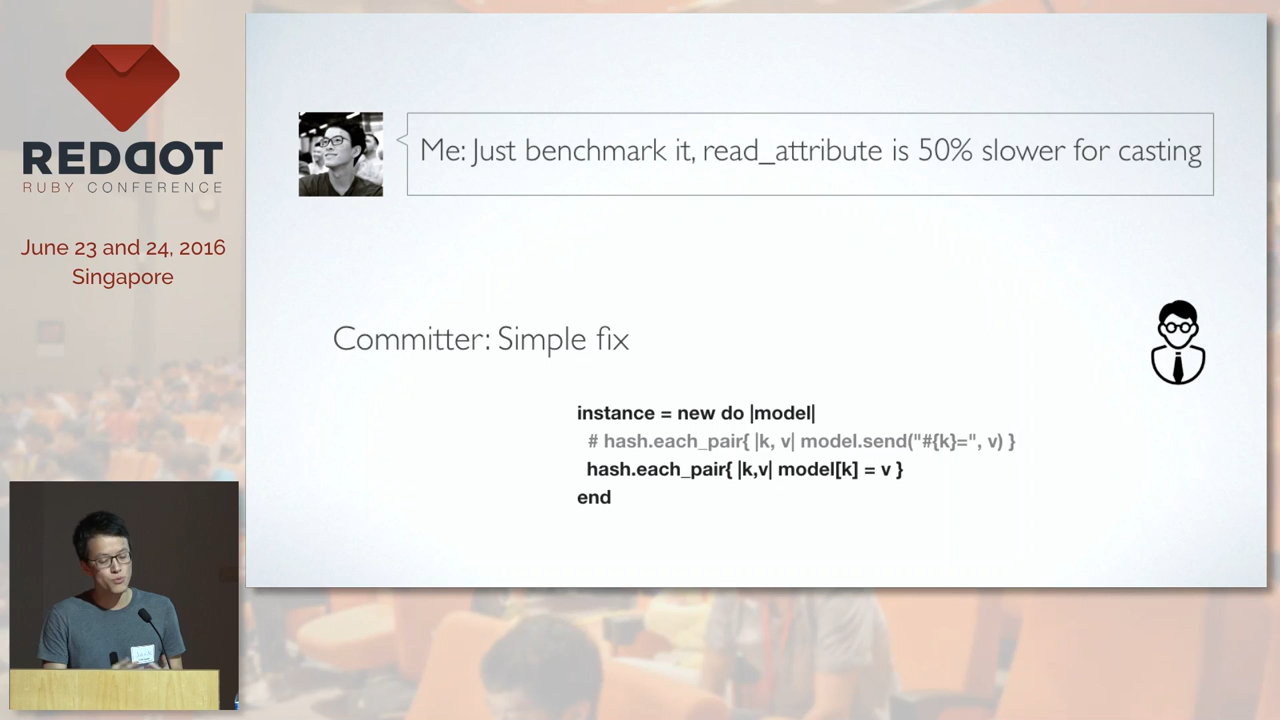 REDDOT
RUBY CONFERENCE
June 23 and 24, 2016
Singapore
Me: Just benchmark it, read_attribute is 50% slower for casting
Committer: Simple fix
instance = new do |model|
# hash.each_pair{ |k, v| model.send("#{k}=", v) }
hash.each_pair{ |k,v| model[k] = v }
end